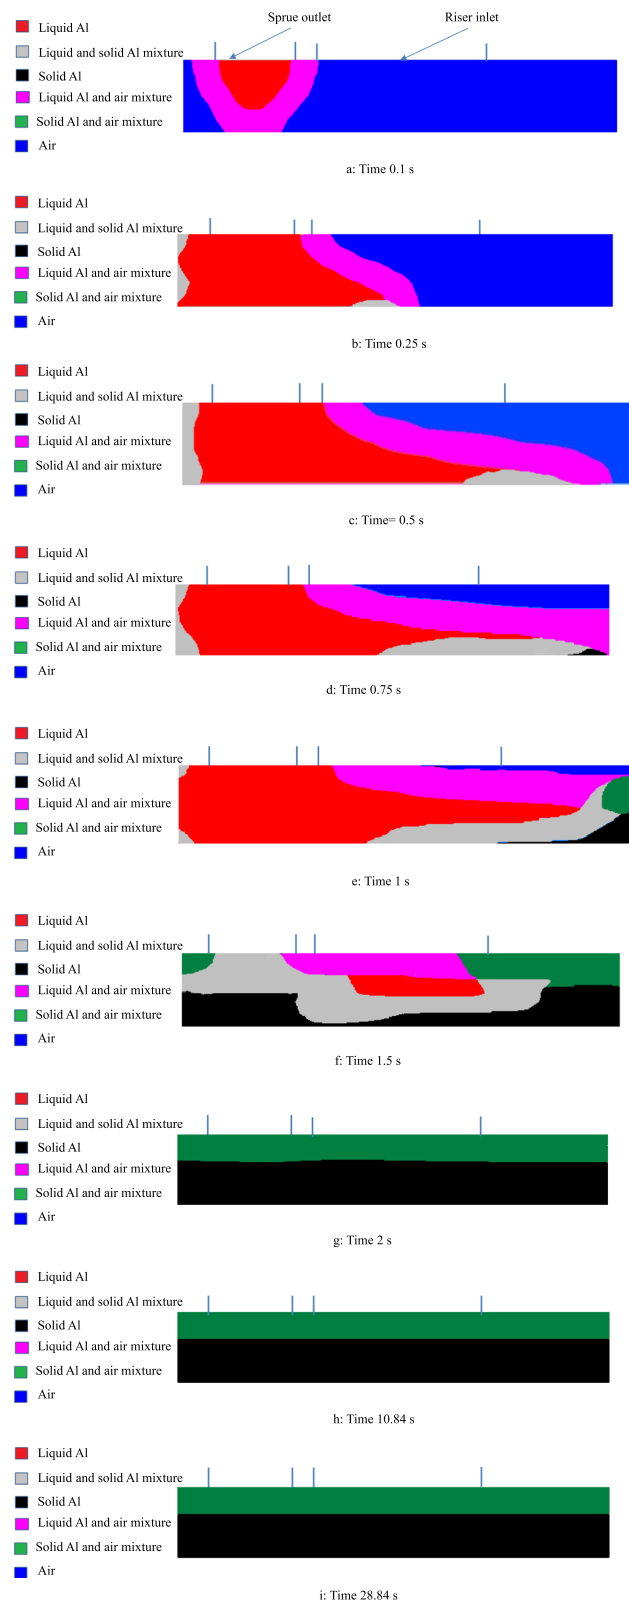 Sprue outlet
Riser inlet
Liquid Al
Liquid and solid Al mixture
Solid Al
Liquid Al and air mixture
Solid Al and air mixture
Air
a: Time 0.1 s
Liquid Al
Liquid and solid Al mixture
Solid Al
Liquid Al and air mixture
Solid Al and air mixture
Air
b: Time 0.25 s
Liquid Al
Liquid and solid Al mixture
Solid Al
Liquid Al and air mixture
Solid Al and air mixture
Air
c: Time= 0.5 s
Liquid Al
Liquid and solid Al mixture
Solid Al
Liquid Al and air mixture
Solid Al and air mixture
Air
d: Time 0.75 s
Liquid Al
Liquid and solid Al mixture
Solid Al
Liquid Al and air mixture
Solid Al and air mixture
Air
e: Time 1 s
Liquid Al
Liquid and solid Al mixture
Solid Al
Liquid Al and air mixture
Solid Al and air mixture
Air
f: Time 1.5 s
Liquid Al
Liquid and solid Al mixture
Solid Al
Liquid Al and air mixture
Solid Al and air mixture
Air
g: Time 2 s
Liquid Al
Liquid and solid Al mixture
Solid Al
Liquid Al and air mixture
Solid Al and air mixture
Air
h: Time 10.84 s
Liquid Al
Liquid and solid Al mixture
Solid Al
Liquid Al and air mixture
Solid Al and air mixture
Air
i: Time 28.84 s